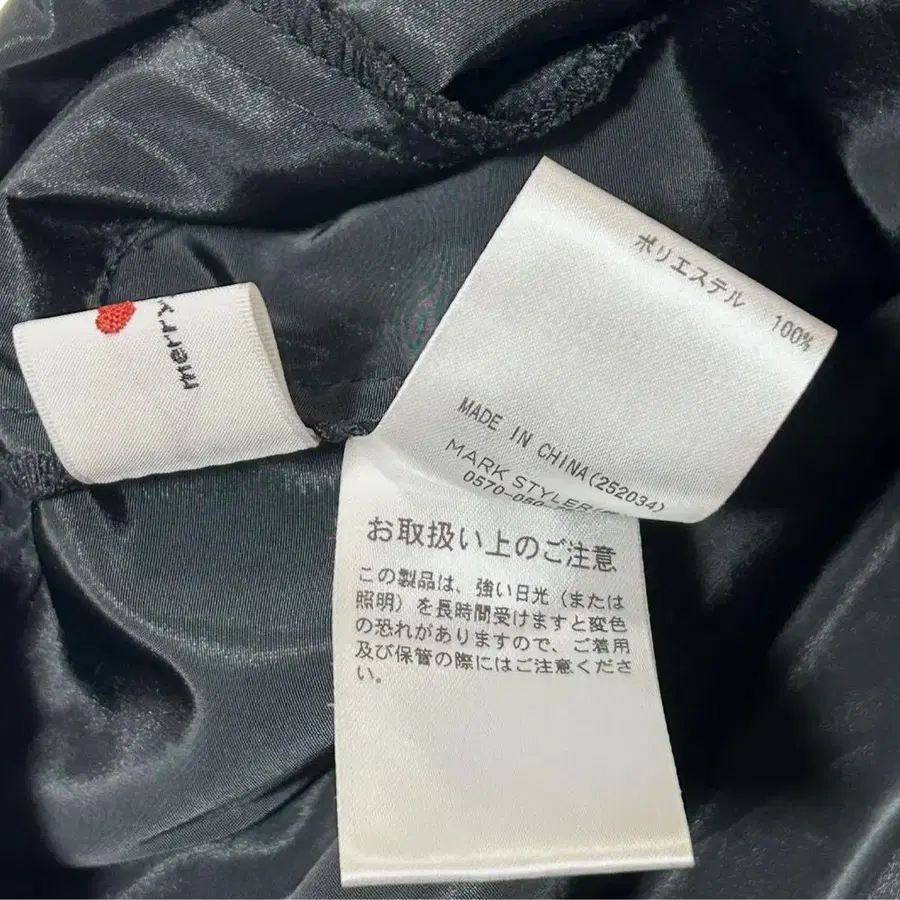 merry
ポリエステル 100%
MADE IN CHINA(252034)
MARK STYLER
0570-050-
お取扱い上のご注意
この製品は、強い日光（または
照明）を長時間受けますと変色
の恐れがありますので、ご着用
及び保管の際にはご注意くださ
い。